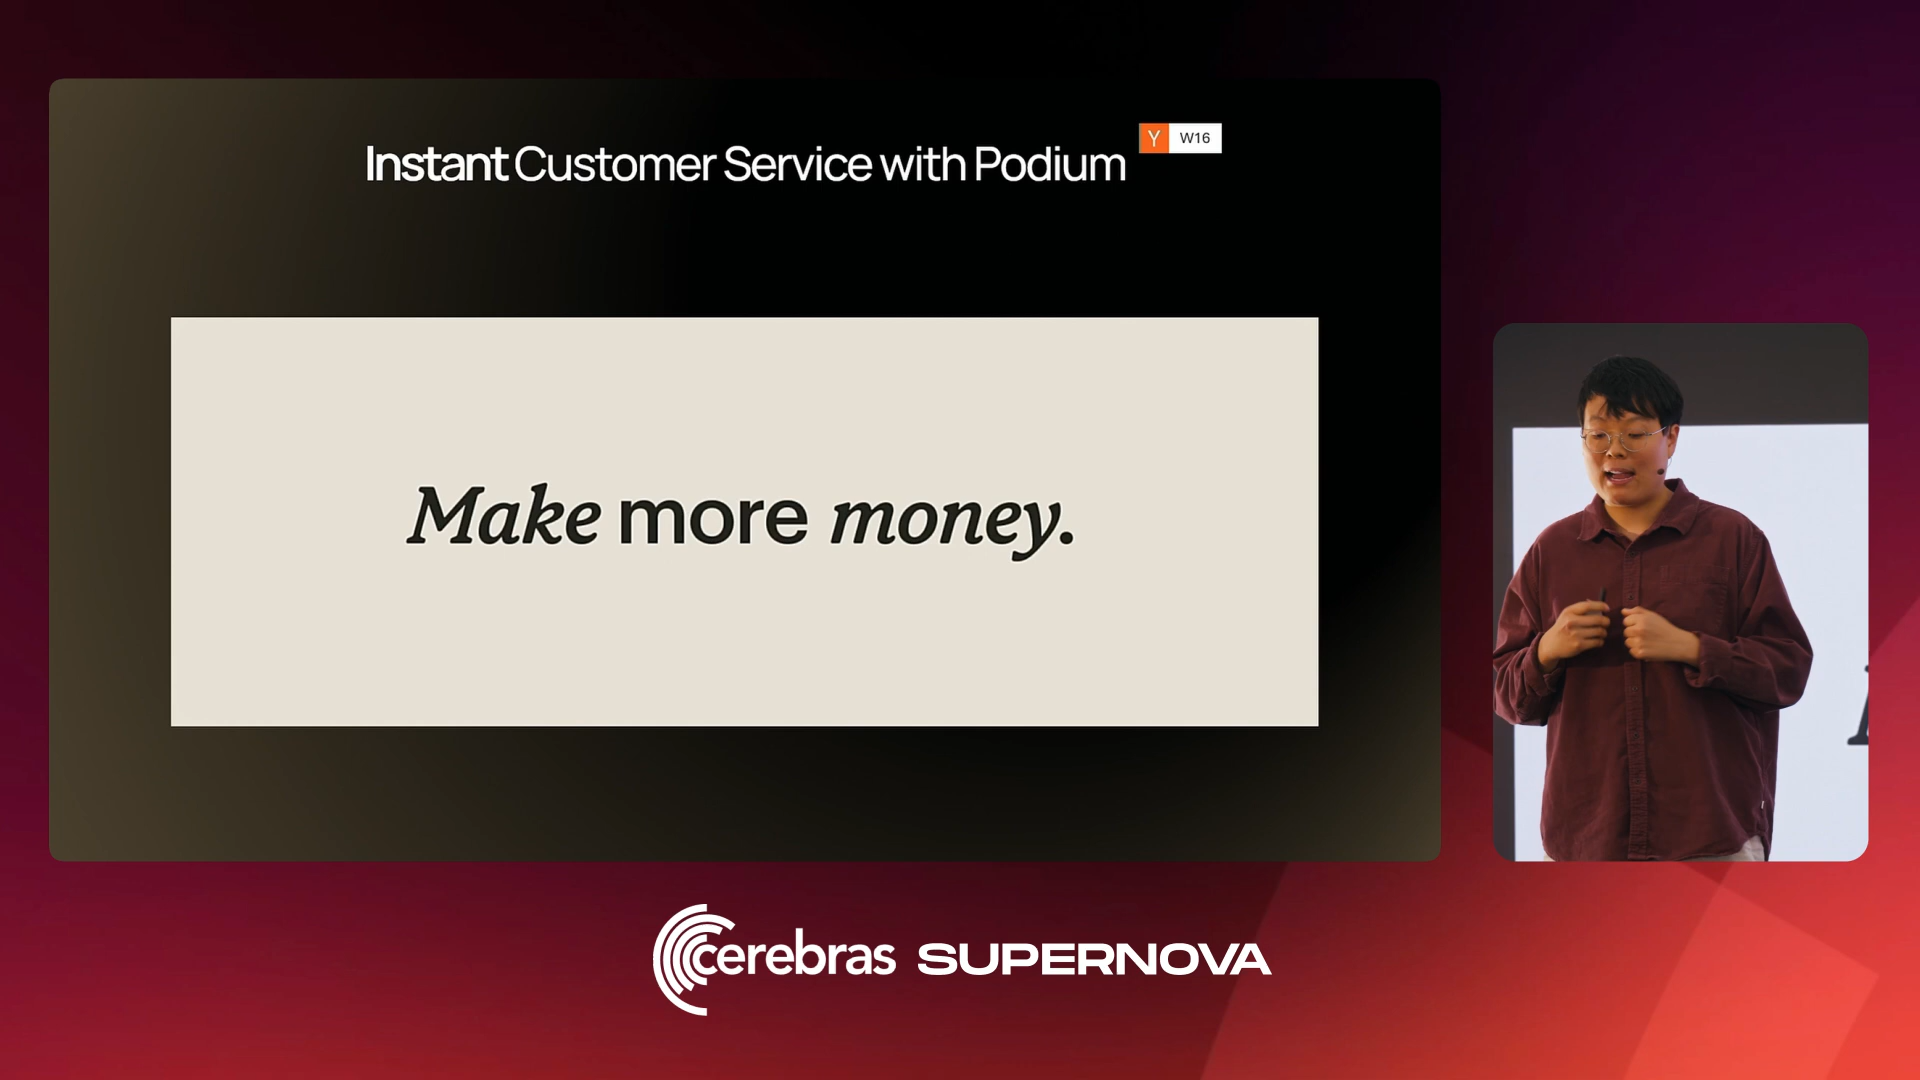 Instant Customer Service with Podium
Y W16
Make more money.
cerebras SUPERNOVA